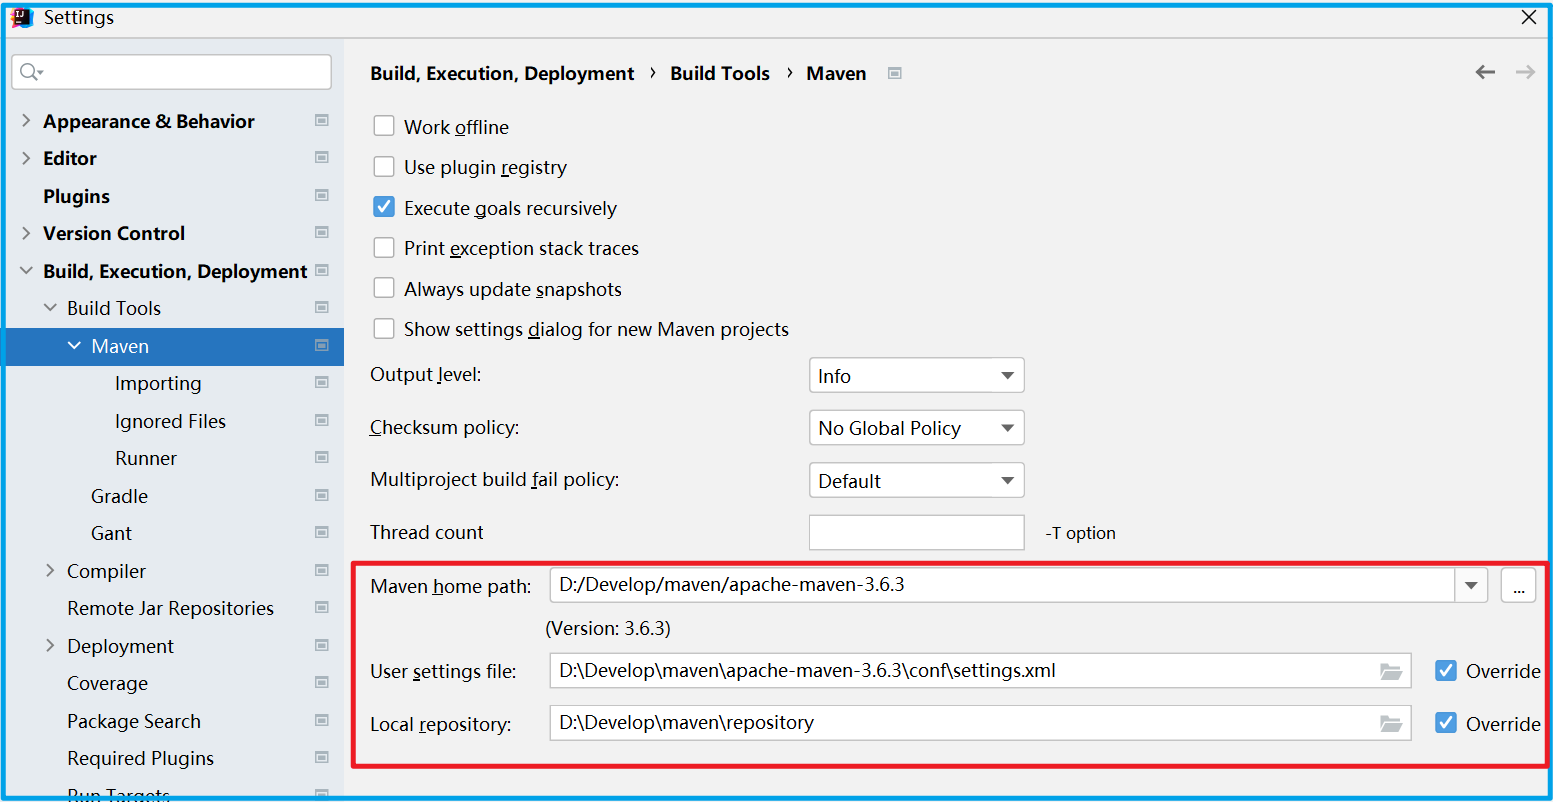 Settings
Build, Execution, Deployment › Build Tools › Maven
Appearance & Behavior
Editor
Plugins
Version Control
Build, Execution, Deployment
Build Tools
Maven
Importing
Ignored Files
Runner
Gradle
Gant
Compiler
Remote Jar Repositories
Deployment
Coverage
Package Search
Required Plugins
Run Targets
Work offline
Use plugin registry
Execute goals recursively
Print exception stack traces
Always update snapshots
Show settings dialog for new Maven projects
Output level: Info
Checksum policy: No Global Policy
Multiproject build fail policy: Default
Thread count -T option
Maven home path: D:/Develop/maven/apache-maven-3.6.3 ...
(Version: 3.6.3)
User settings file: D:\Develop\maven\apache-maven-3.6.3\conf\settings.xml Override
Local repository: D:\Develop\maven\repository Override